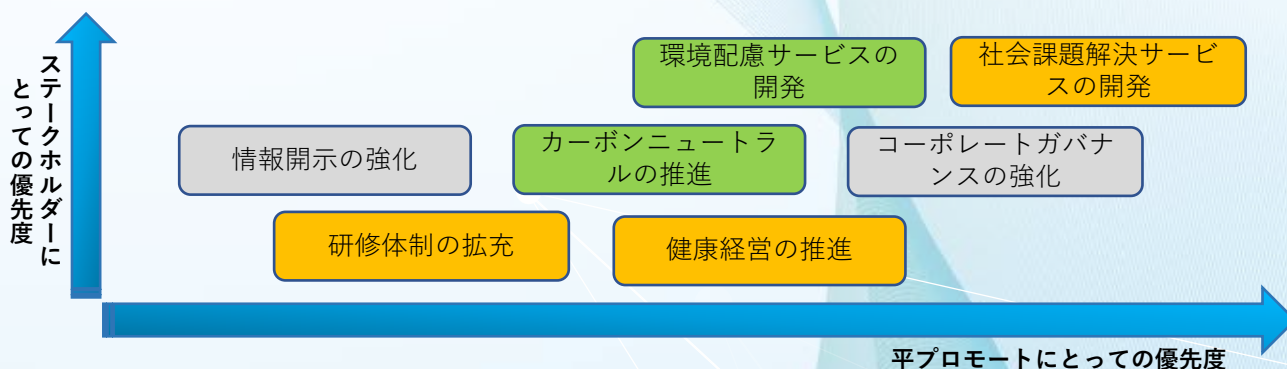 ステークホルダーに
とっての優先度
環境配慮サービスの
開発
社会課題解決サービ
スの開発
情報開示の強化
カーボンニュートラ
ルの推進
コーポレートガバナ
ンスの強化
研修体制の拡充
健康経営の推進
平プロモートにとっての優先度